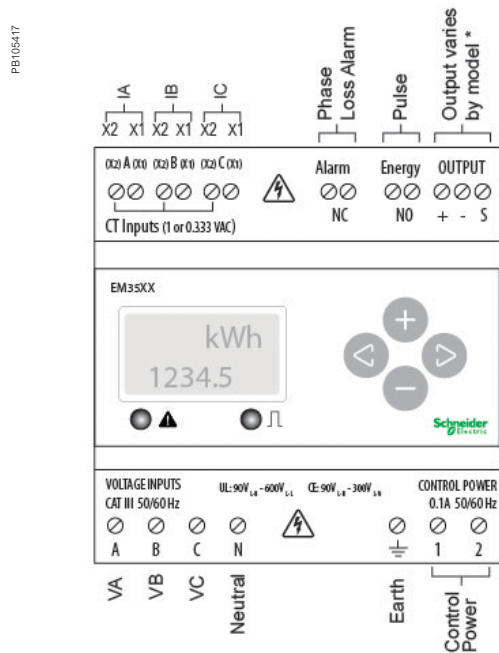 PB105417
IA IB IC
X2 X1 X2 X1 X2 X1
Phase
Loss Alarm
Pulse
Output varies
by model *
(X2) A (X1) (X2) B (X1) (X2) C (X1)
Alarm Energy OUTPUT
NC NO + - S
CT Inputs (1 or 0.333 VAC)
EM35XX
kWh
1234.5
+
-
Schneider
Electric
VOLTAGE INPUTS
CAT III 50/60 Hz
UL: 90V L-N - 600V L-L CE: 90V L-N - 300V L-N
CONTROL POWER
0.1A 50/60 Hz
A B C N 1 2
VA
VB
VC
Neutral
Earth
Control
Power